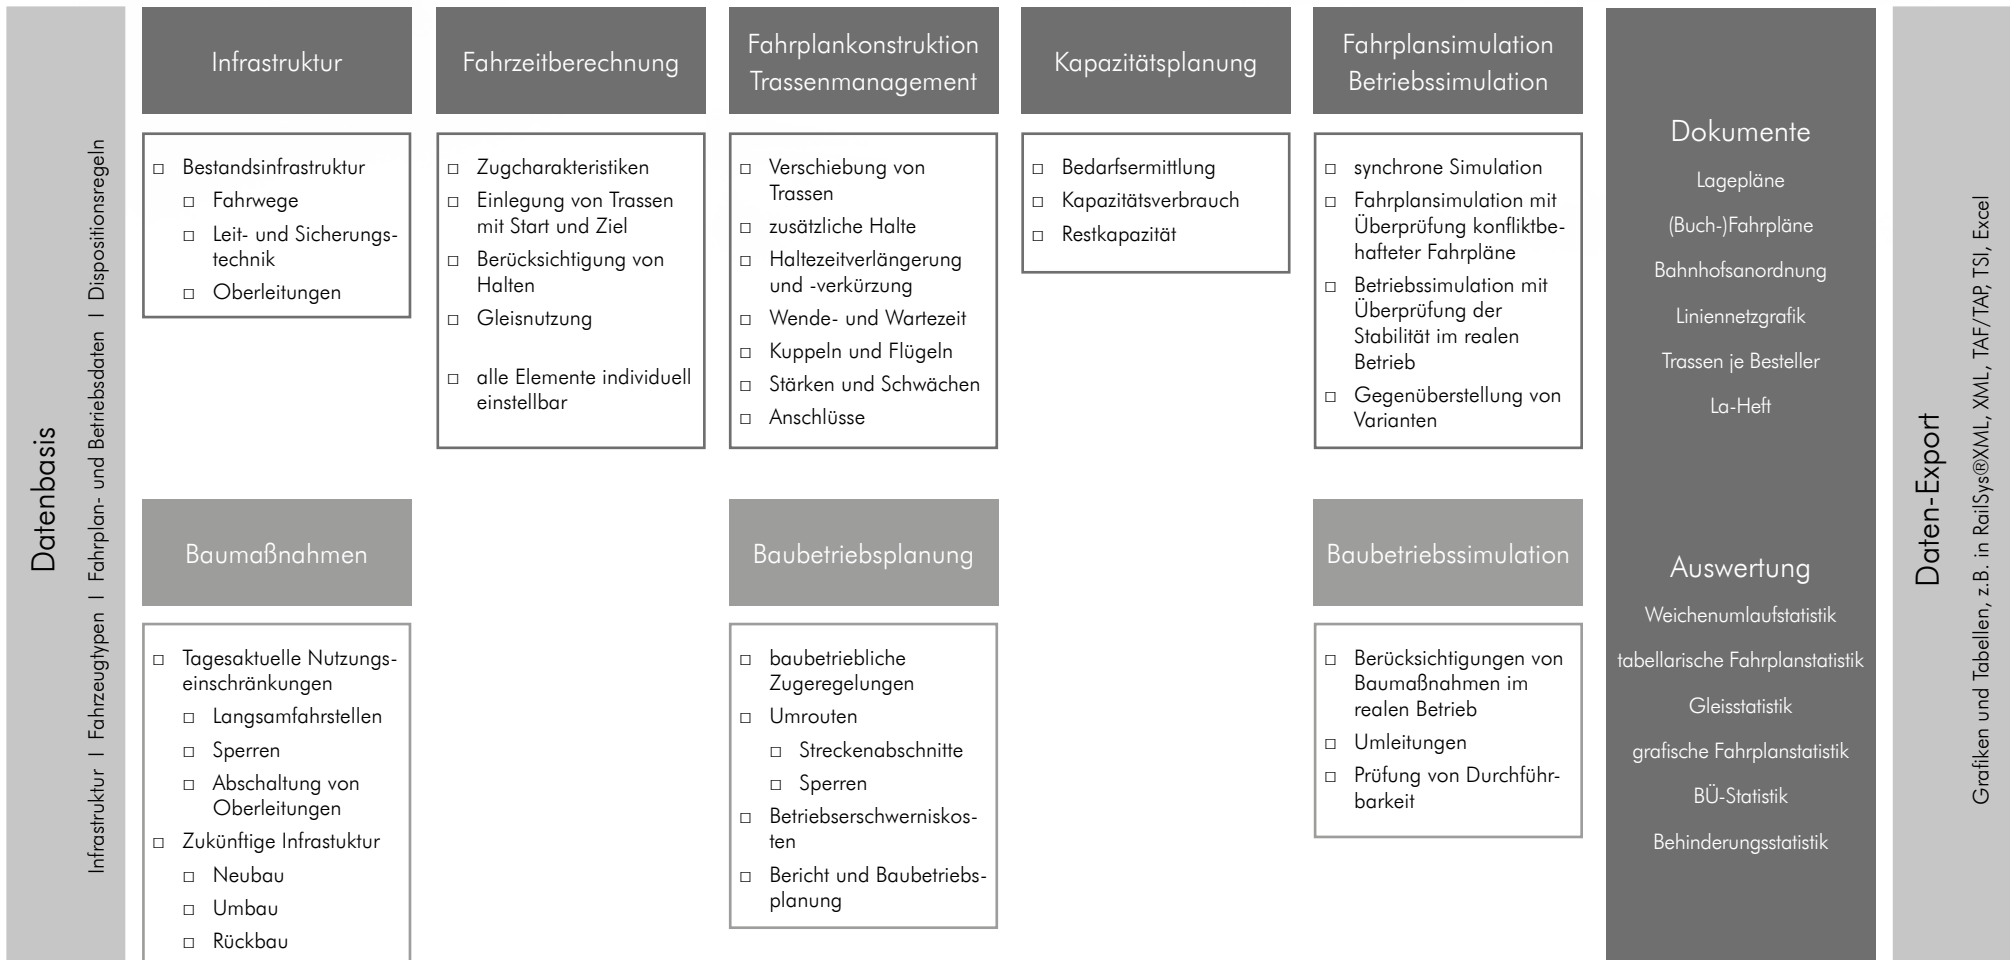 Datenbasis
Infrastruktur | Fahrzeugtypen | Fahrplan- und Betriebsdaten | Dispositionsregeln
Infrastruktur
□ Bestandsinfrastruktur
□ Fahrwege
□ Leit- und Sicherungs-
technik
□ Oberleitungen
Fahrzeitberechnung
□ Zugcharakteristiken
□ Einlegung von Trassen
mit Start und Ziel
□ Berücksichtigung von
Halten
□ Gleisnutzung
□ alle Elemente individuell
einstellbar
Fahrplankonstruktion
Trassenmanagement
□ Verschiebung von
Trassen
□ zusätzliche Halte
□ Haltezeitverlängerung
und -verkürzung
□ Wende- und Wartezeit
□ Kuppeln und Flügeln
□ Stärken und Schwächen
□ Anschlüsse
Kapazitätsplanung
□ Bedarfsermittlung
□ Kapazitätsverbrauch
□ Restkapazität
Fahrplansimulation
Betriebssimulation
□ synchrone Simulation
□ Fahrplansimulation mit
Überprüfung konfliktbe-
hafteter Fahrpläne
□ Betriebssimulation mit
Überprüfung der
Stabilität im realen
Betrieb
□ Gegenüberstellung von
Varianten
Baumaßnahmen
□ Tagesaktuelle Nutzungs-
einschränkungen
□ Langsamfahrstellen
□ Sperren
□ Abschaltung von
Oberleitungen
□ Zukünftige Infrastuktur
□ Neubau
□ Umbau
□ Rückbau
Baubetriebsplanung
□ baubetriebliche
Zugeregelungen
□ Umrouten
□ Streckenabschnitte
□ Sperren
□ Betriebserschwerniskos-
ten
□ Bericht und Baubetriebs-
planung
Baubetriebssimulation
□ Berücksichtigungen von
Baumaßnahmen im
realen Betrieb
□ Umleitungen
□ Prüfung von Durchführ-
barkeit
Dokumente
Lagepläne
(Buch-)Fahrpläne
Bahnhofsanordnung
Liniennetzgrafik
Trassen je Besteller
La-Heft
Auswertung
Weichenumlaufstatistik
tabellarische Fahrplanstatistik
Gleisstatistik
grafische Fahrplanstatistik
BÜ-Statistik
Behinderungsstatistik
Daten-Export
Grafiken und Tabellen, z.B. in RailSys®XML, XML, TAF/TAP, TSI, Excel